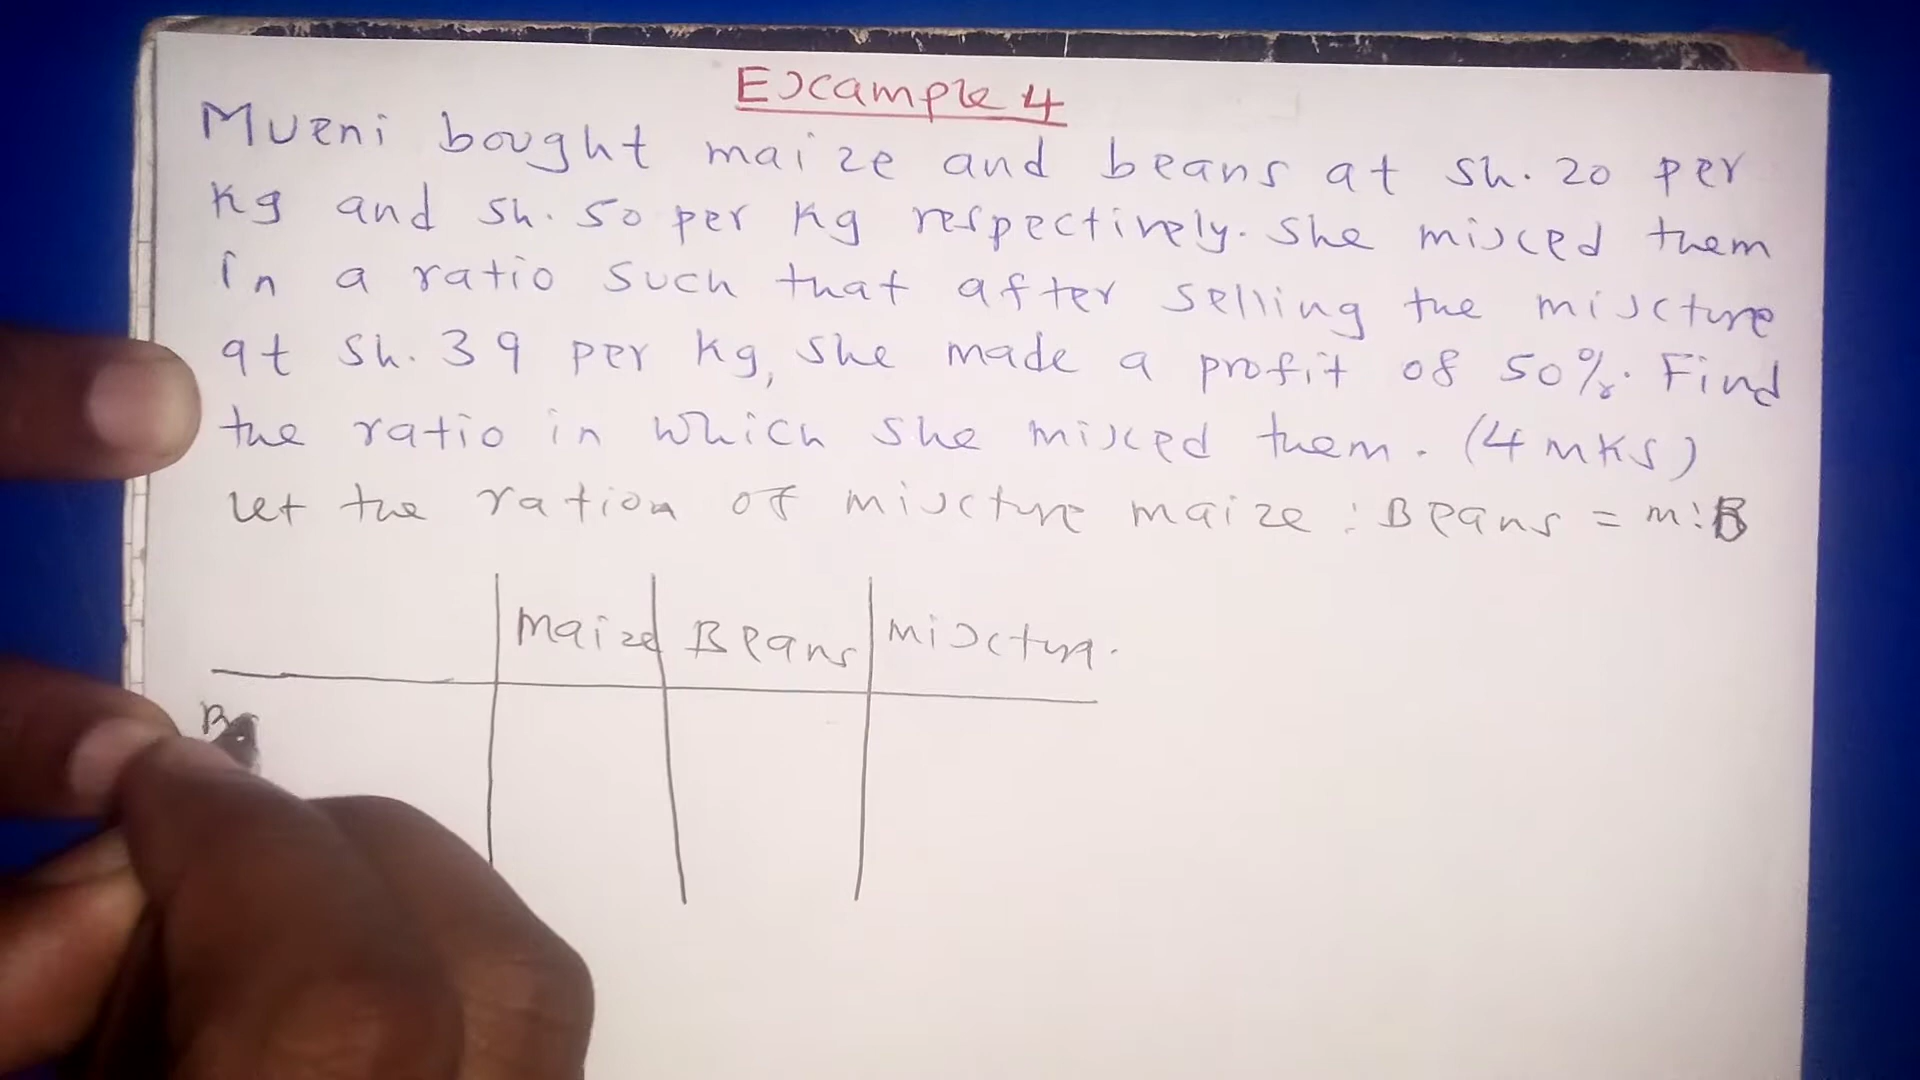 Example 4
Mueni bought maize and beans at sh. 20 per
kg and sh. 50 per kg respectively. She mixed them
in a ratio such that after selling the mixture
at sh. 39 per kg, she made a profit of 50%. Find
the ratio in which she mixed them. (4 mks)
let the ration of mixture maize : Beans = m:B
maize Beans mixture.
B